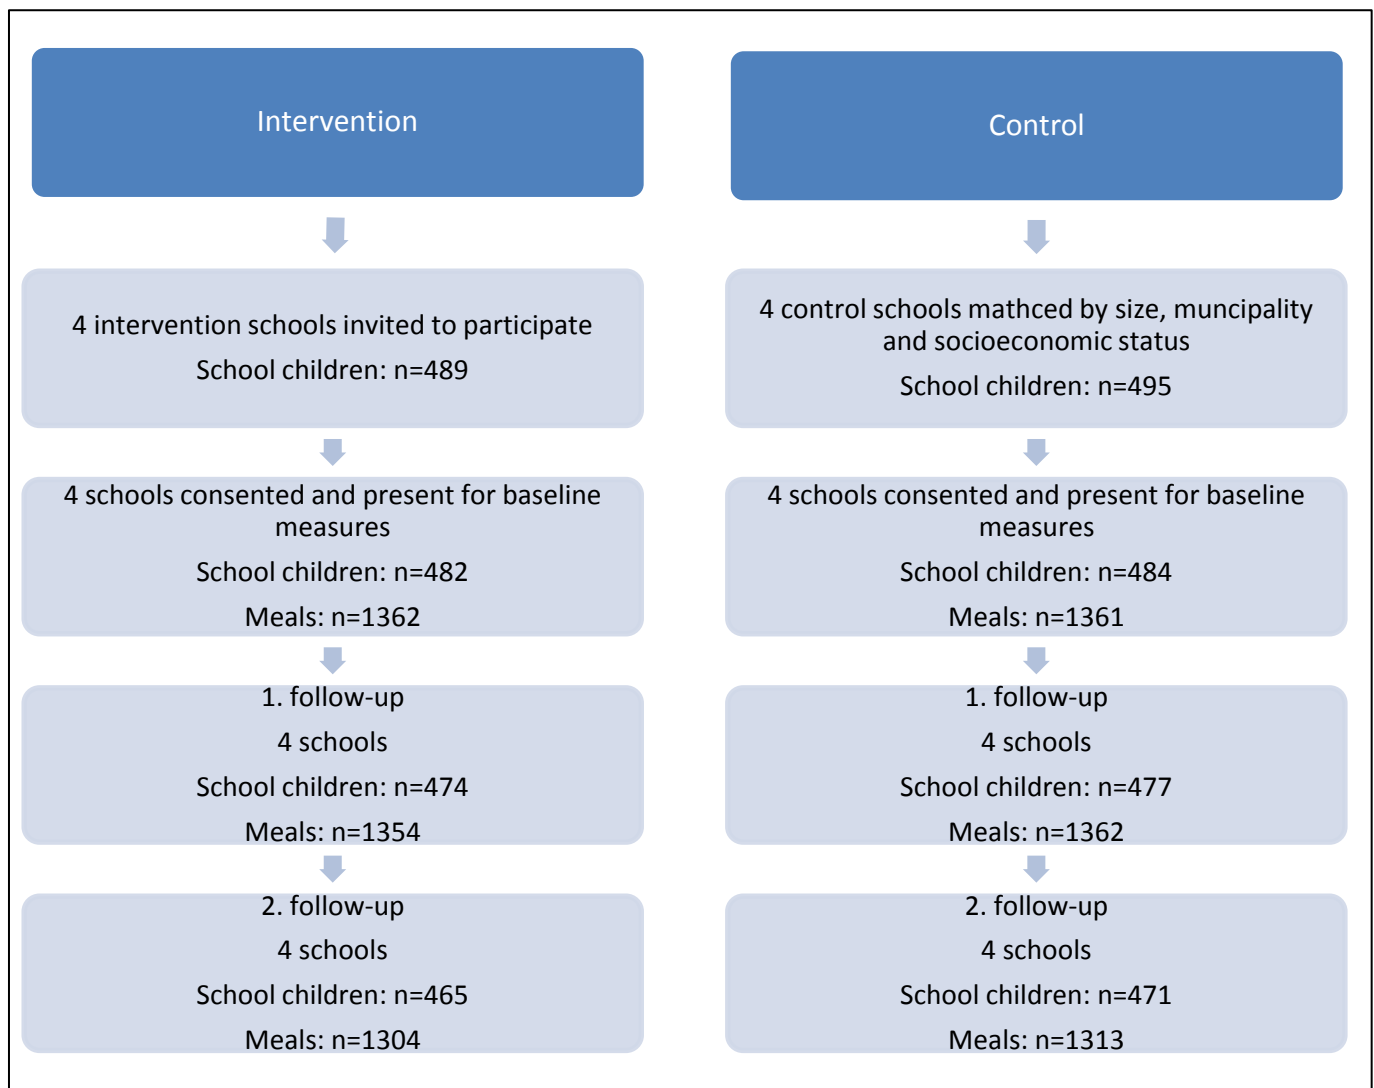 Intervention
4 intervention schools invited to participate
School children: n=489
4 schools consented and present for baseline
measures
School children: n=482
Meals: n=1362
1. follow-up
4 schools
School children: n=474
Meals: n=1354
2. follow-up
4 schools
School children: n=465
Meals: n=1304
Control
4 control schools mathced by size, muncipality
and socioeconomic status
School children: n=495
4 schools consented and present for baseline
measures
School children: n=484
Meals: n=1361
1. follow-up
4 schools
School children: n=477
Meals: n=1362
2. follow-up
4 schools
School children: n=471
Meals: n=1313